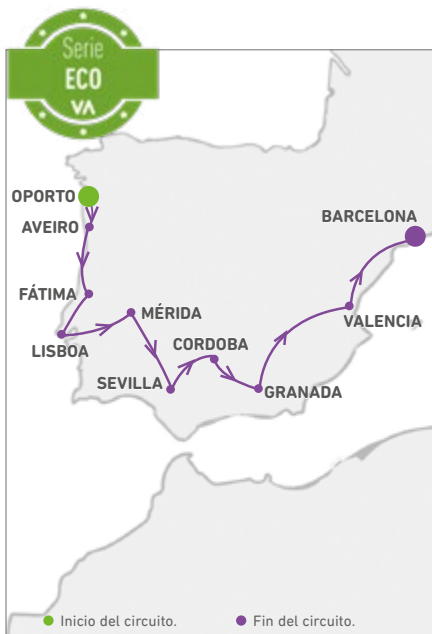 Serie
ECO
VA
OPORTO
AVEIRO
BARCELONA
FÁTIMA
MÉRIDA
LISBOA
CORDOBA
VALENCIA
SEVILLA
GRANADA
Inicio del circuito.
Fin del circuito.